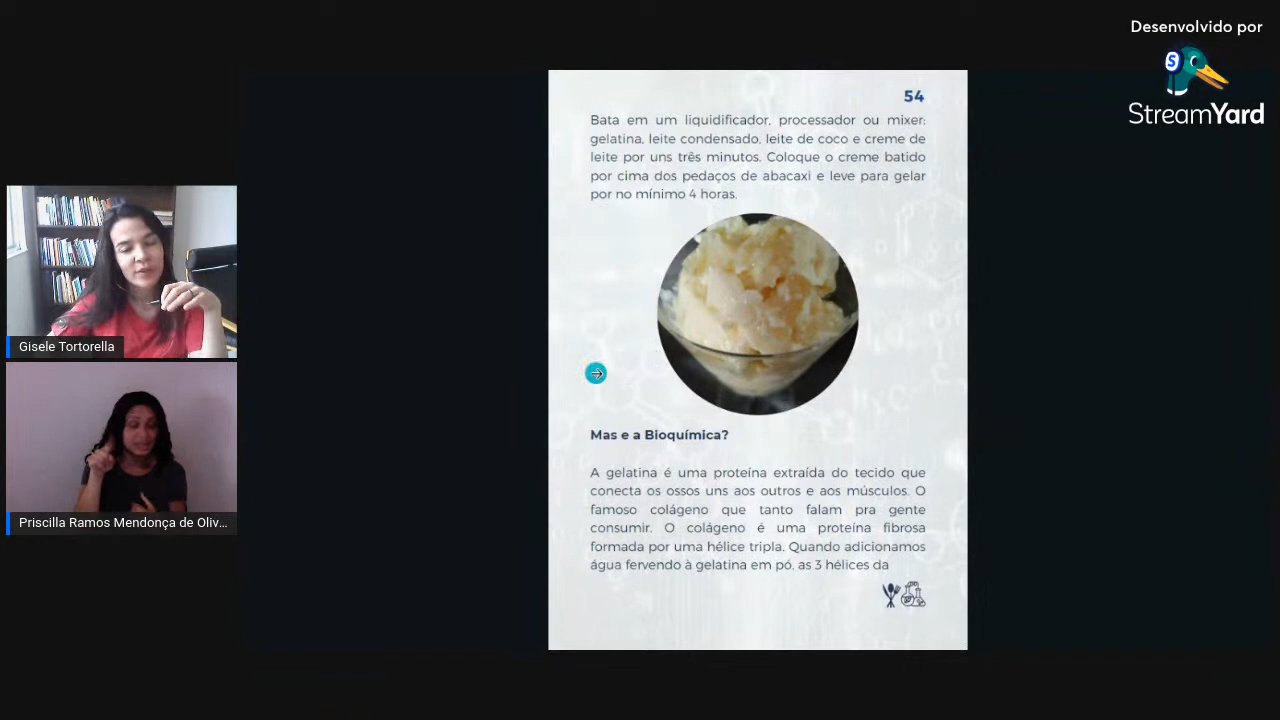 Desenvolvido por
S
StreamYard
54
Bata em um liquidificador, processador ou mixer:
gelatina, leite condensado, leite de coco e creme de
leite por uns três minutos. Coloque o creme batido
por cima dos pedaços de abacaxi e leve para gelar
por no mínimo 4 horas.
Gisele Tortorella
Priscilla Ramos Mendonça de Oliv...
Mas e a Bioquímica?
A gelatina é uma proteína extraída do tecido que
conecta os ossos uns aos outros e aos músculos. O
famoso colágeno que tanto falam pra gente
consumir. O colágeno é uma proteína fibrosa
formada por uma hélice tripla. Quando adicionamos
água fervendo à gelatina em pó, as 3 hélices da